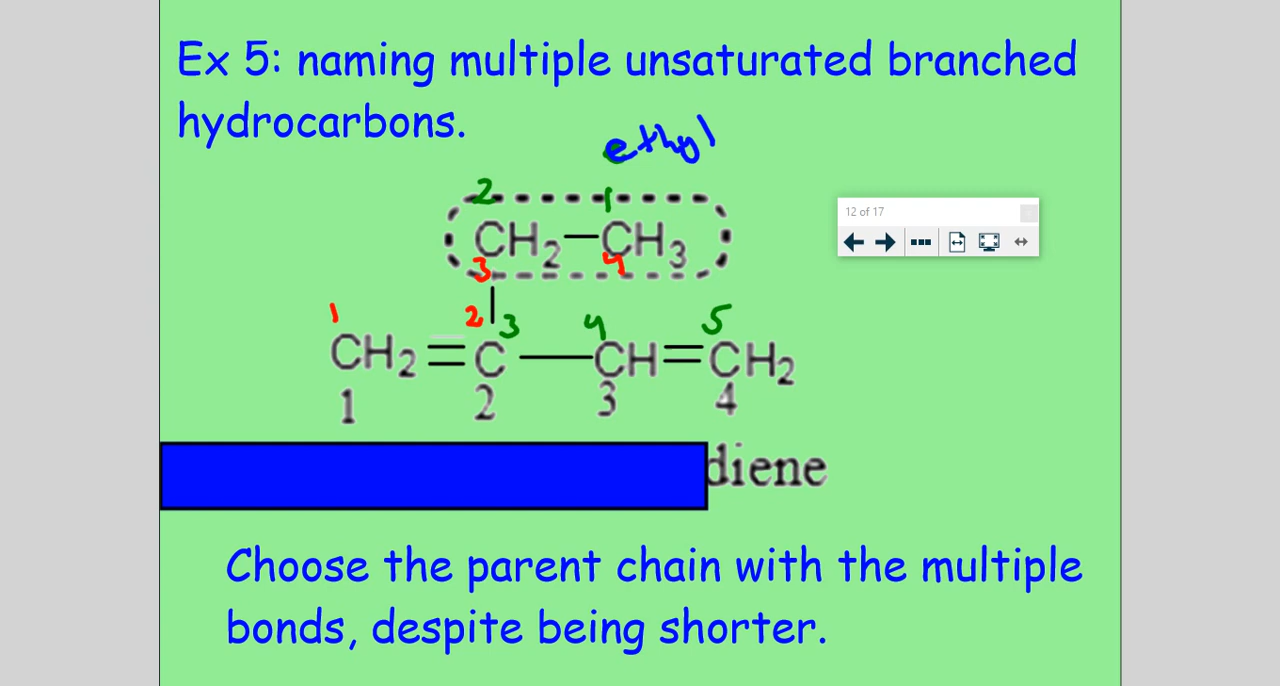 Ex 5: naming multiple unsaturated branched
hydrocarbons.
ethyl
2 1
CH2—CH3
3 4
1 2 3 4 5
CH2=C—CH=CH2
1 2 3 4
diene
Choose the parent chain with the multiple
bonds, despite being shorter.
12 of 17